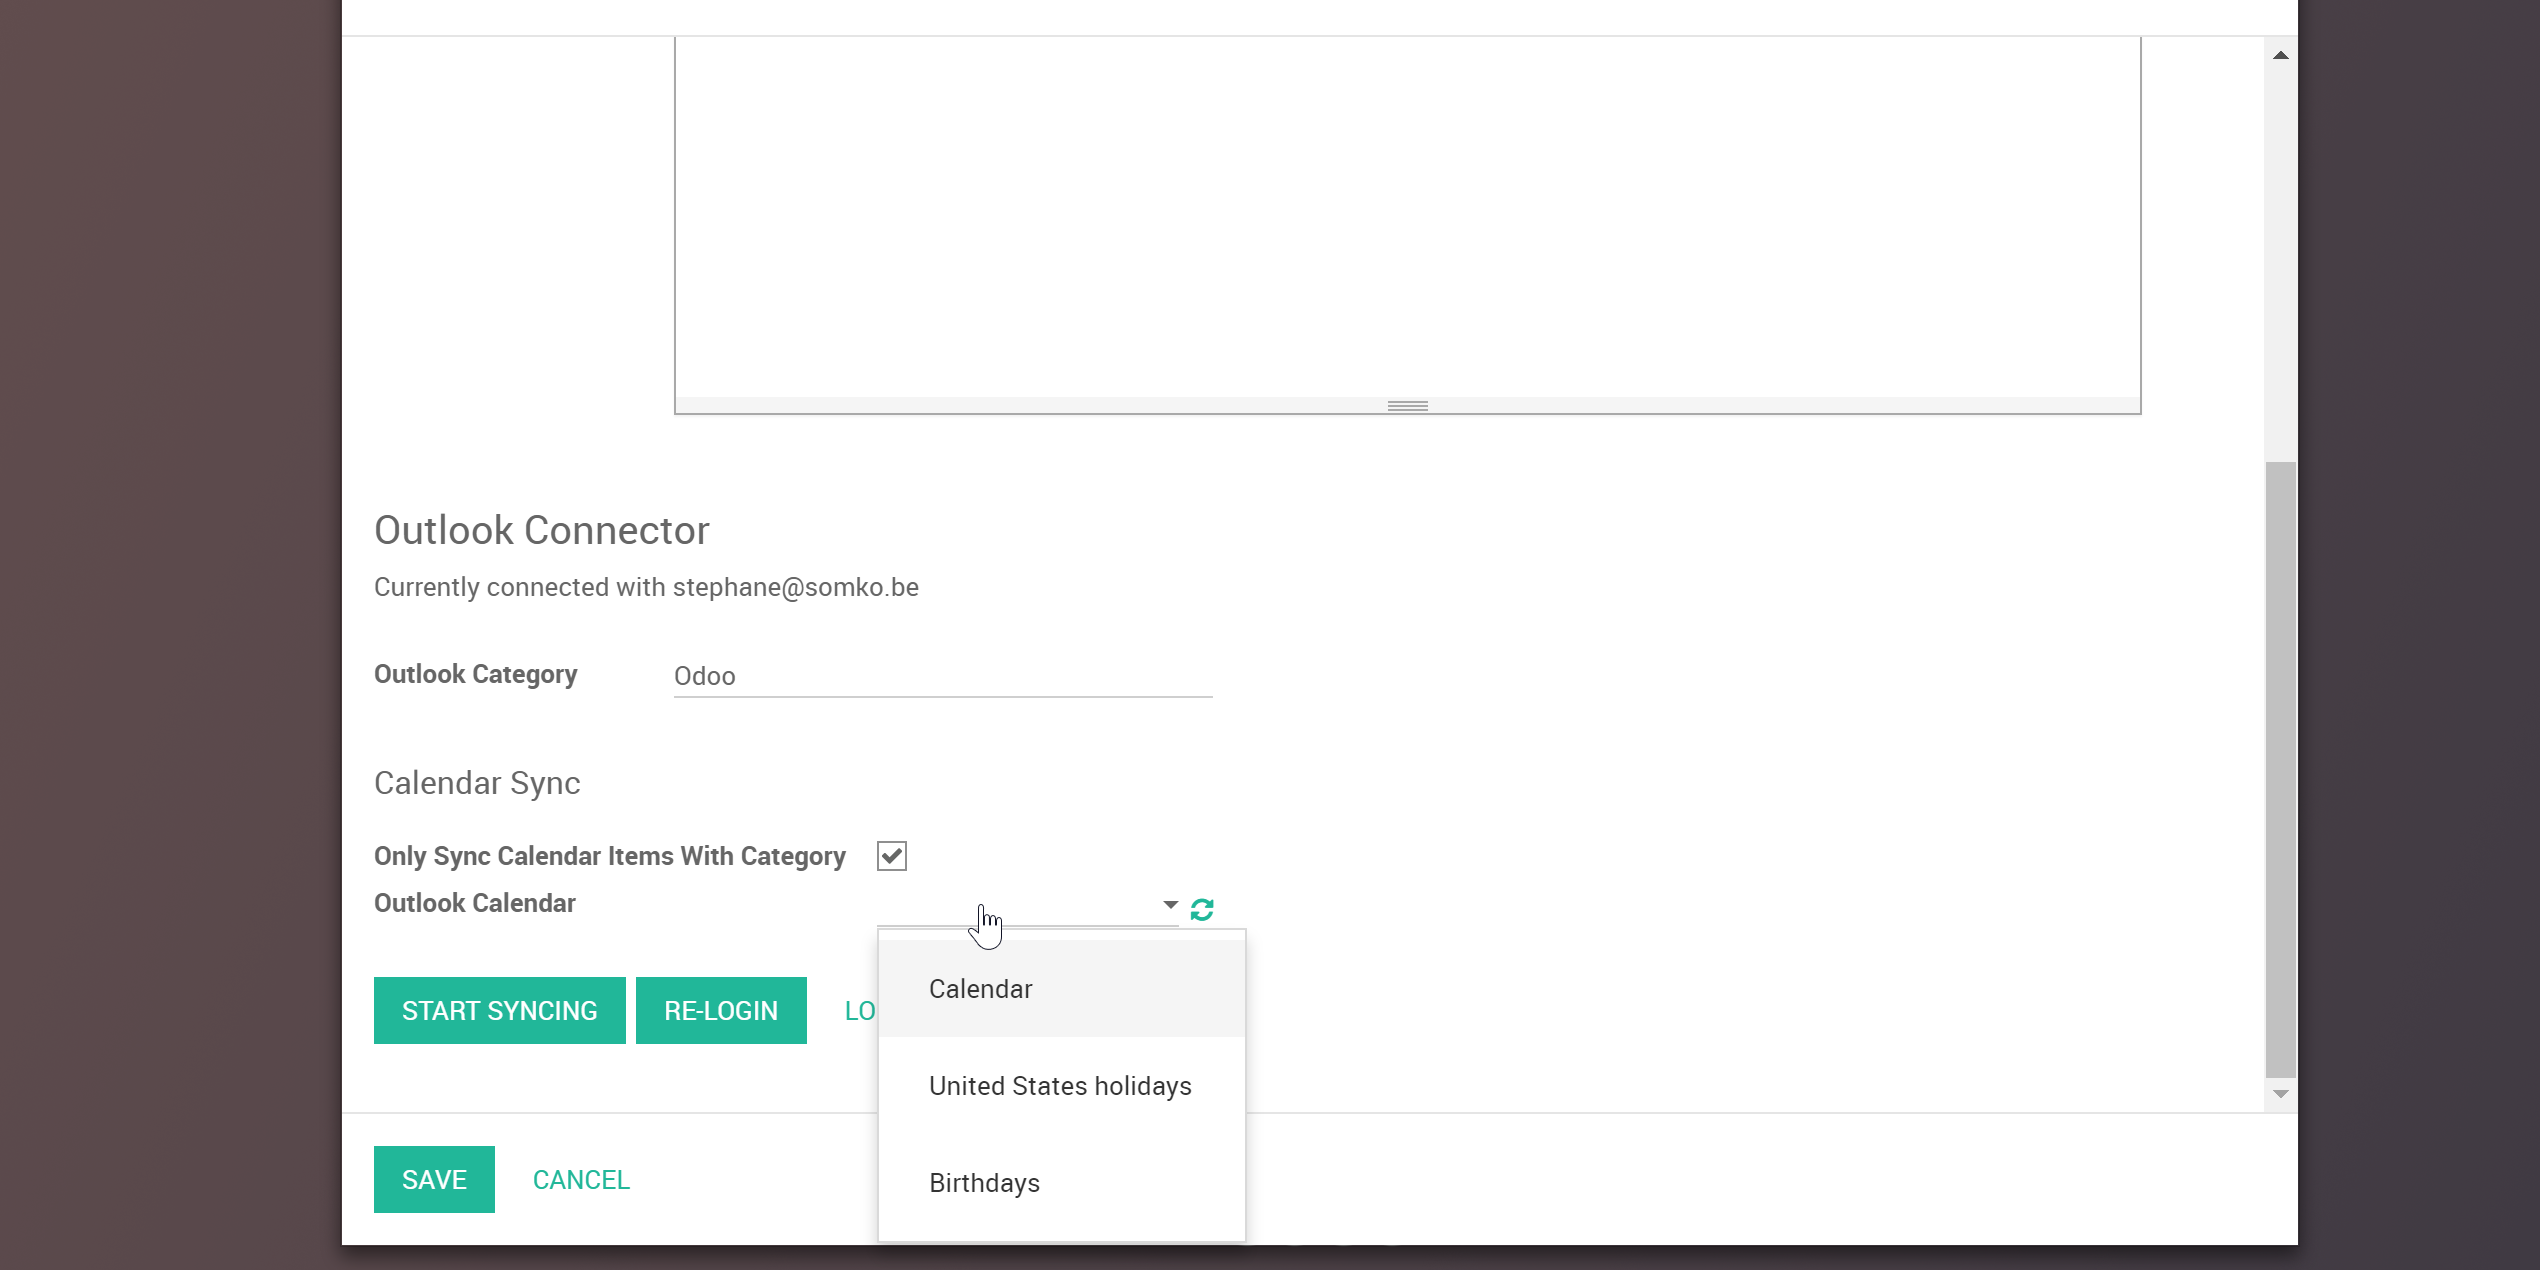 Outlook Connector
Currently connected with stephane@somko.be
Outlook Category Odoo
Calendar Sync
Only Sync Calendar Items With Category
Outlook Calendar
Calendar
START SYNCING RE-LOGIN LO
United States holidays
Birthdays
SAVE CANCEL